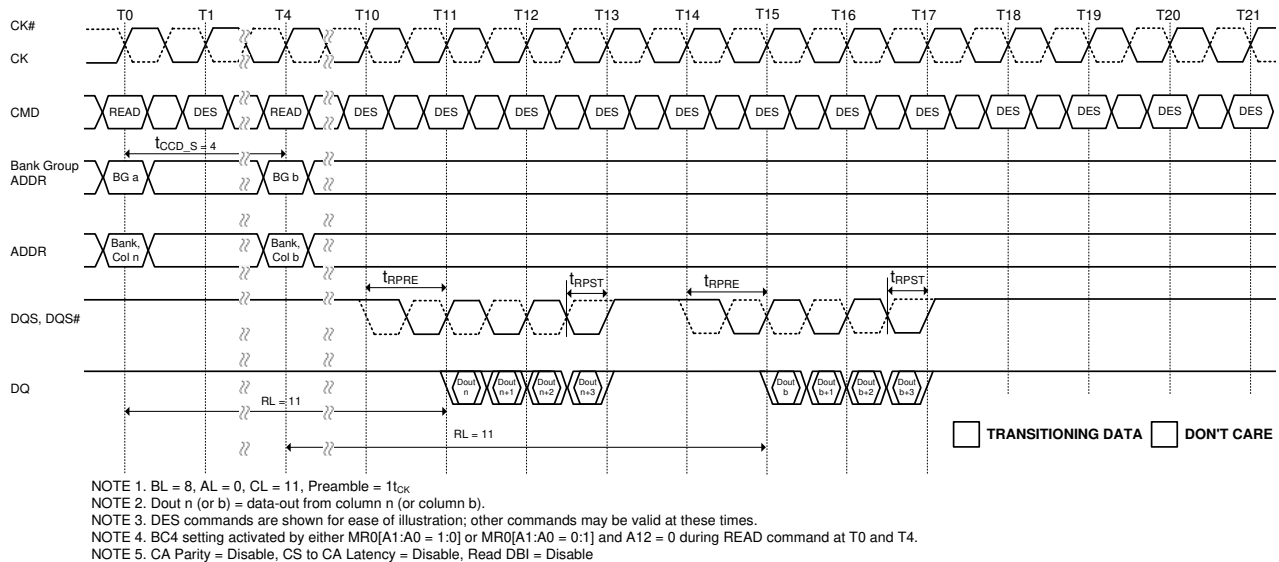 T0 T1 T4 T10 T11 T12 T13 T14 T15 T16 T17 T18 T19 T20 T21
CK#
CK
CMD READ DES READ DES DES DES DES DES DES DES DES DES DES DES DES
tCCD_S = 4
Bank Group
ADDR
BG a BG b
ADDR
Bank,
Col n
Bank,
Col b
tRPRE tRPST tRPRE tRPST
DQS, DQS#
DQ
Dout
n
Dout
n+1
Dout
n+2
Dout
n+3
Dout
b
Dout
b+1
Dout
b+2
Dout
b+3
RL = 11
RL = 11
TRANSITIONING DATA DON'T CARE
NOTE 1. BL = 8, AL = 0, CL = 11, Preamble = 1tCK
NOTE 2. Dout n (or b) = data-out from column n (or column b).
NOTE 3. DES commands are shown for ease of illustration; other commands may be valid at these times.
NOTE 4. BC4 setting activated by either MR0[A1:A0 = 1:0] or MR0[A1:A0 = 0:1] and A12 = 0 during READ command at T0 and T4.
NOTE 5. CA Parity = Disable, CS to CA Latency = Disable, Read DBI = Disable